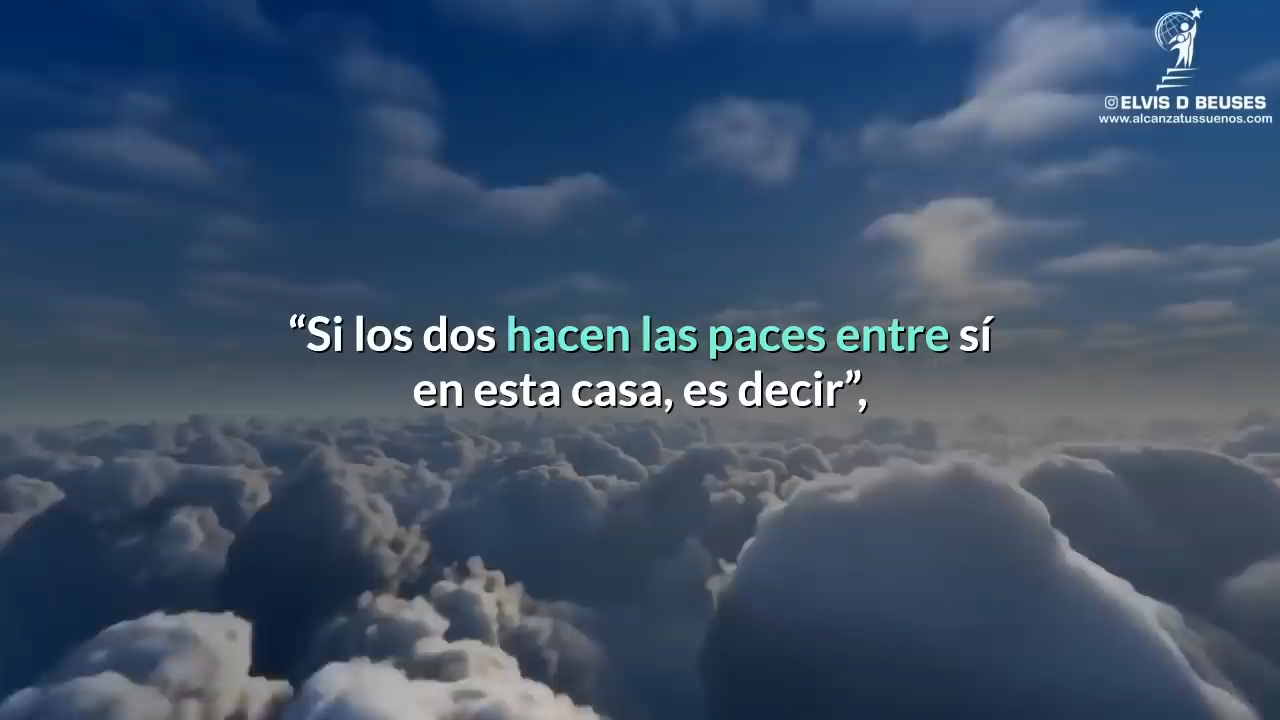 ELVIS D BEUSES
www.alcanzatussuenos.com
“Si los dos hacen las paces entre sí
en esta casa, es decir”,